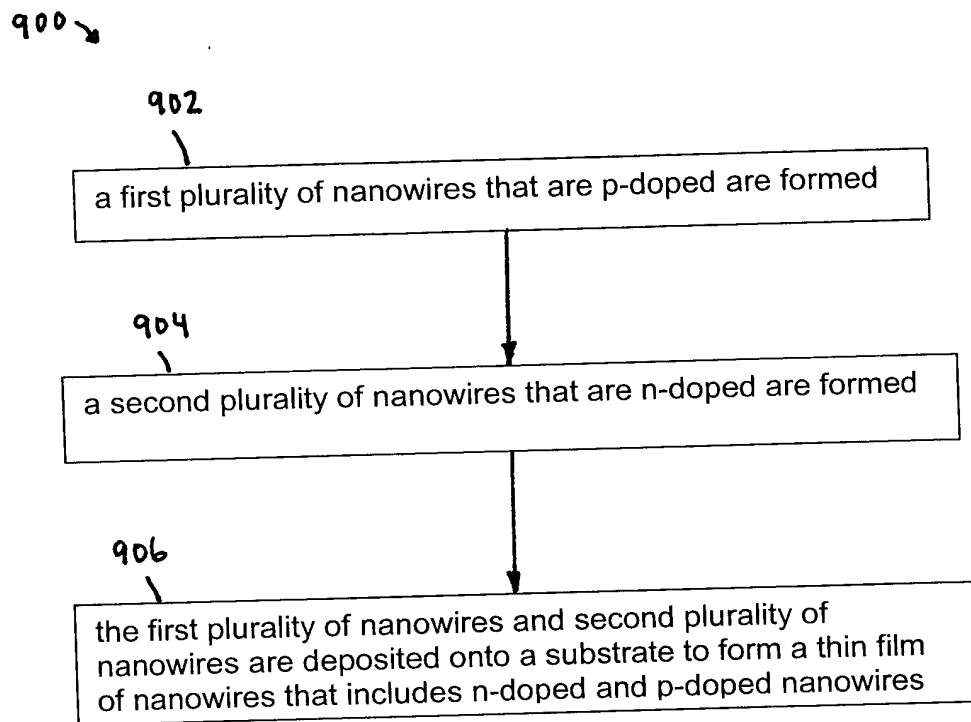 900
902
a first plurality of nanowires that are p-doped are formed
904
a second plurality of nanowires that are n-doped are formed
906
the first plurality of nanowires and second plurality of
nanowires are deposited onto a substrate to form a thin film
of nanowires that includes n-doped and p-doped nanowires